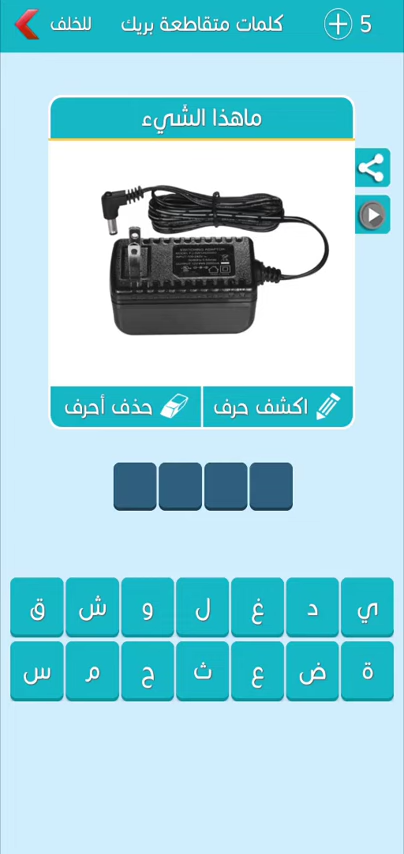 للخلف كلمات متقاطعة بريك 5
ماهذا الشيء
اكشف حرف حذف أحرف
ي د غ ل و ش ق
ة ض ع ث ح م س